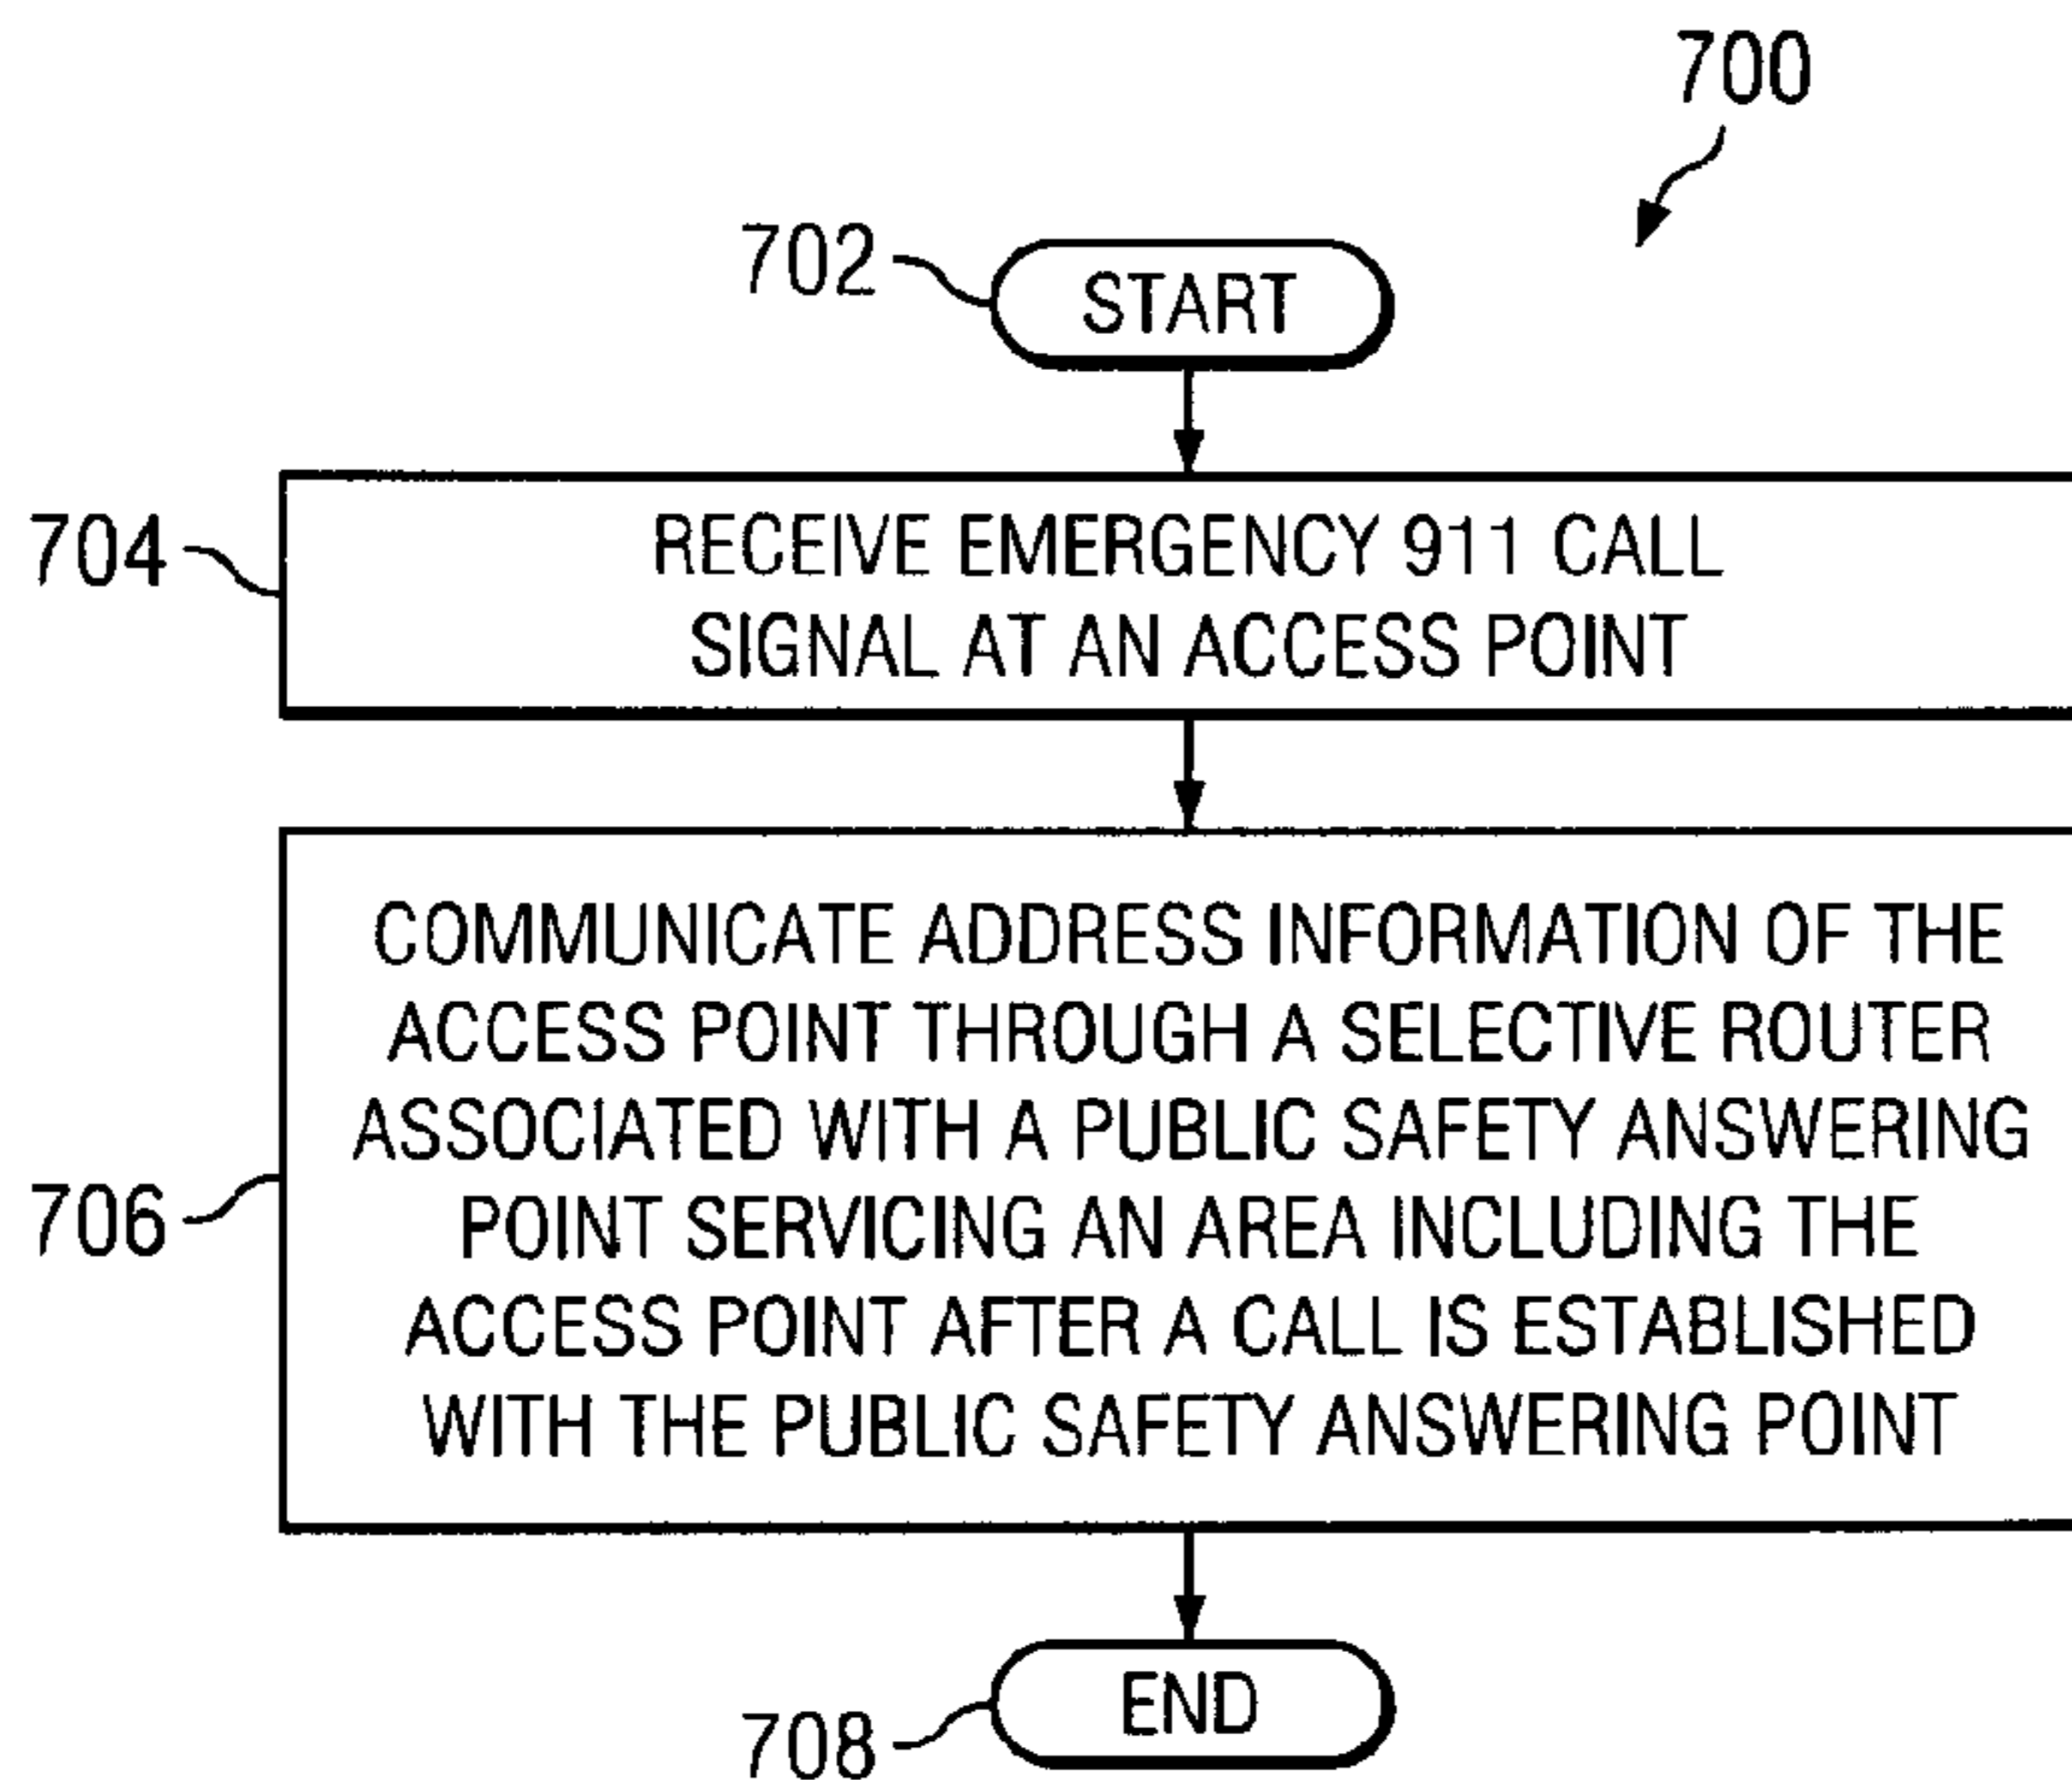 700
702
START
704
RECEIVE EMERGENCY 911 CALL
SIGNAL AT AN ACCESS POINT
706
COMMUNICATE ADDRESS INFORMATION OF THE
ACCESS POINT THROUGH A SELECTIVE ROUTER
ASSOCIATED WITH A PUBLIC SAFETY ANSWERING
POINT SERVICING AN AREA INCLUDING THE
ACCESS POINT AFTER A CALL IS ESTABLISHED
WITH THE PUBLIC SAFETY ANSWERING POINT
END
708